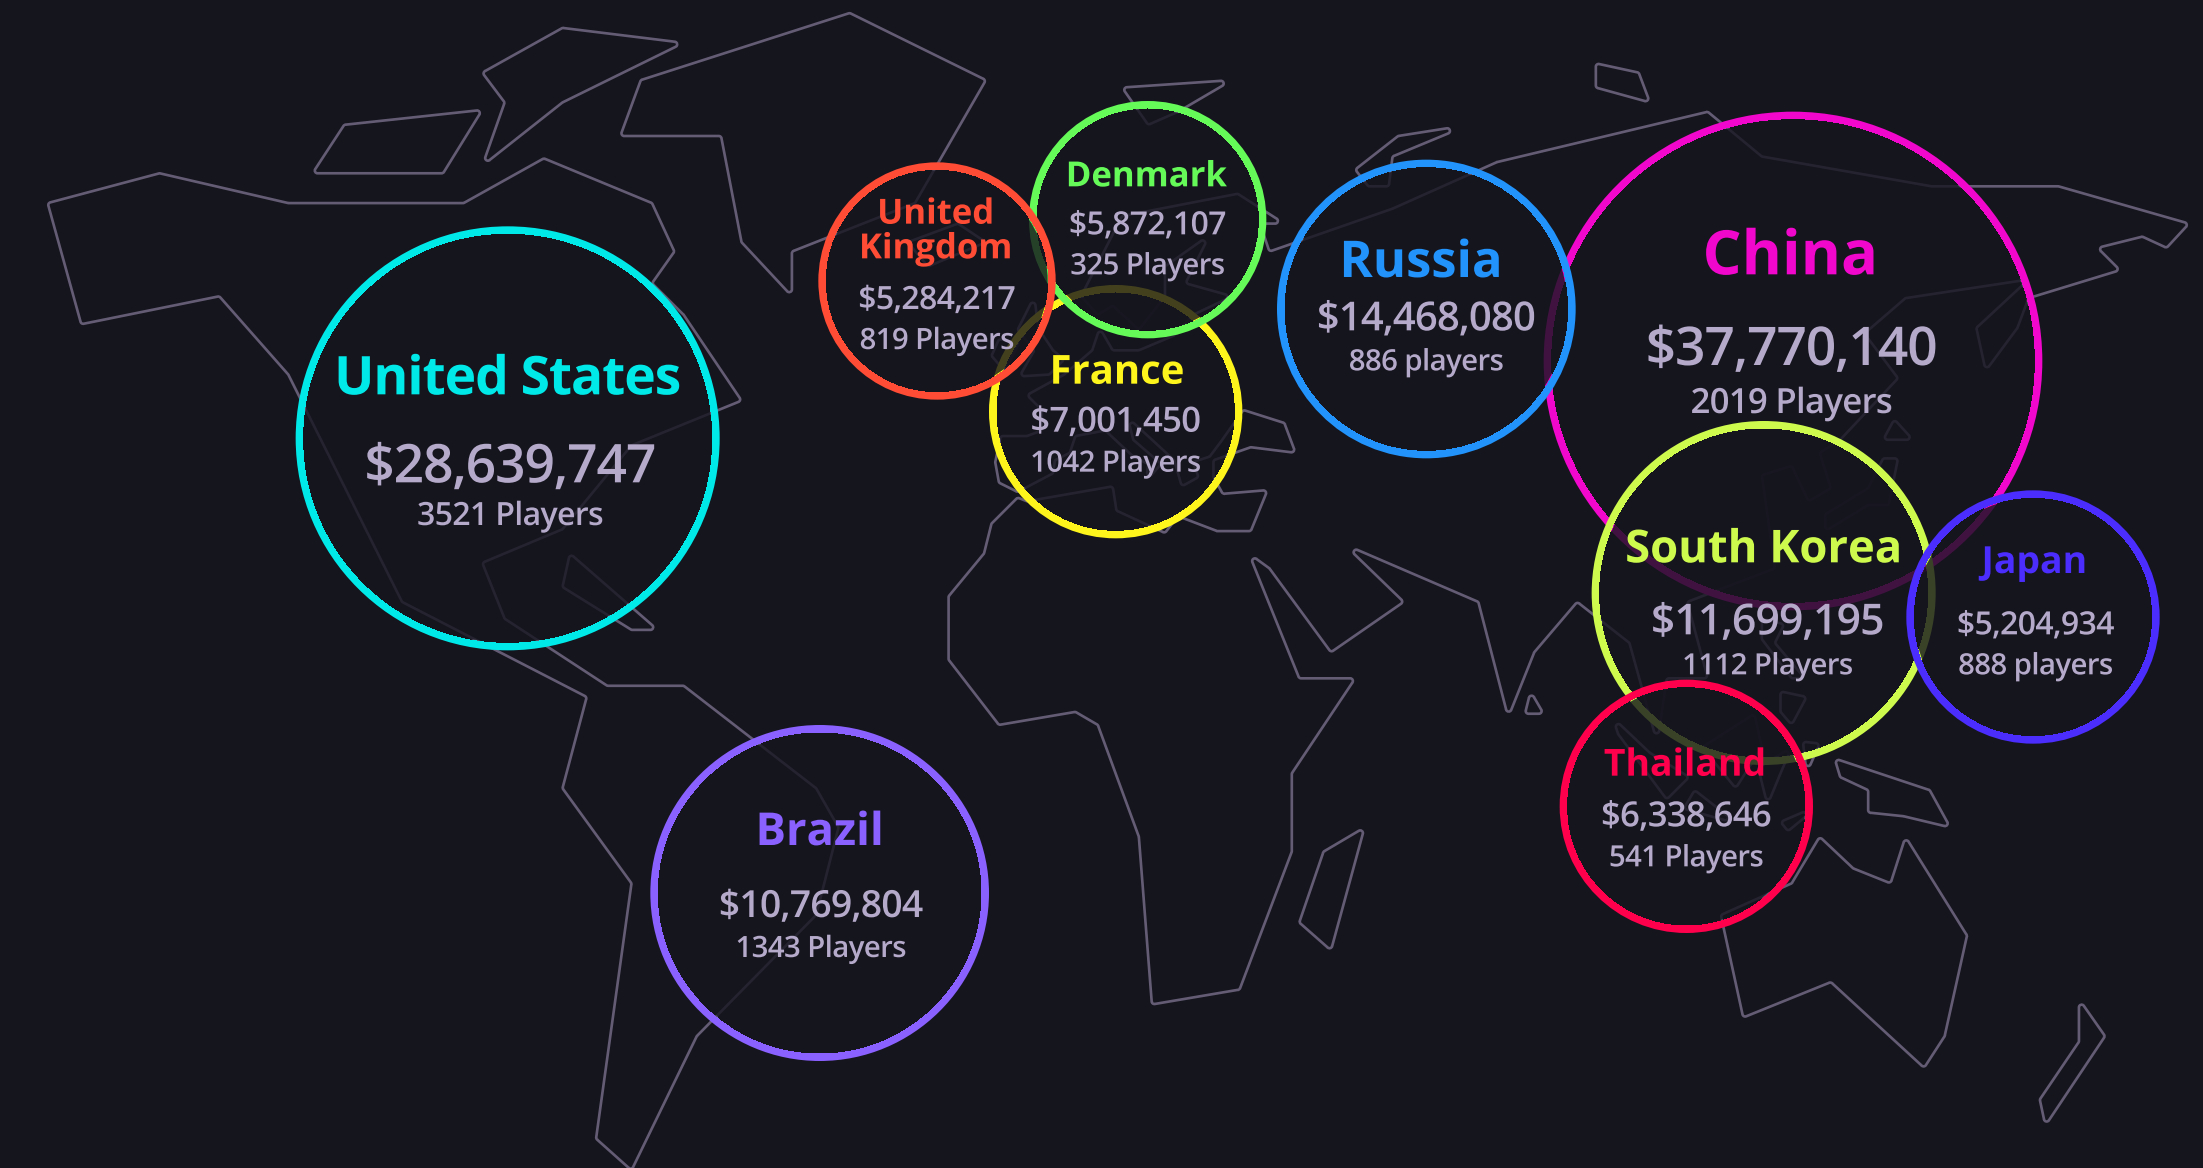 Denmark
$5,872,107
325 Players
United
Kingdom
$5,284,217
819 Players
Russia
$14,468,080
886 players
China
$37,770,140
2019 Players
United States
$28,639,747
3521 Players
France
$7,001,450
1042 Players
South Korea
$11,699,195
1112 Players
Japan
$5,204,934
888 players
Thailand
$6,338,646
541 Players
Brazil
$10,769,804
1343 Players